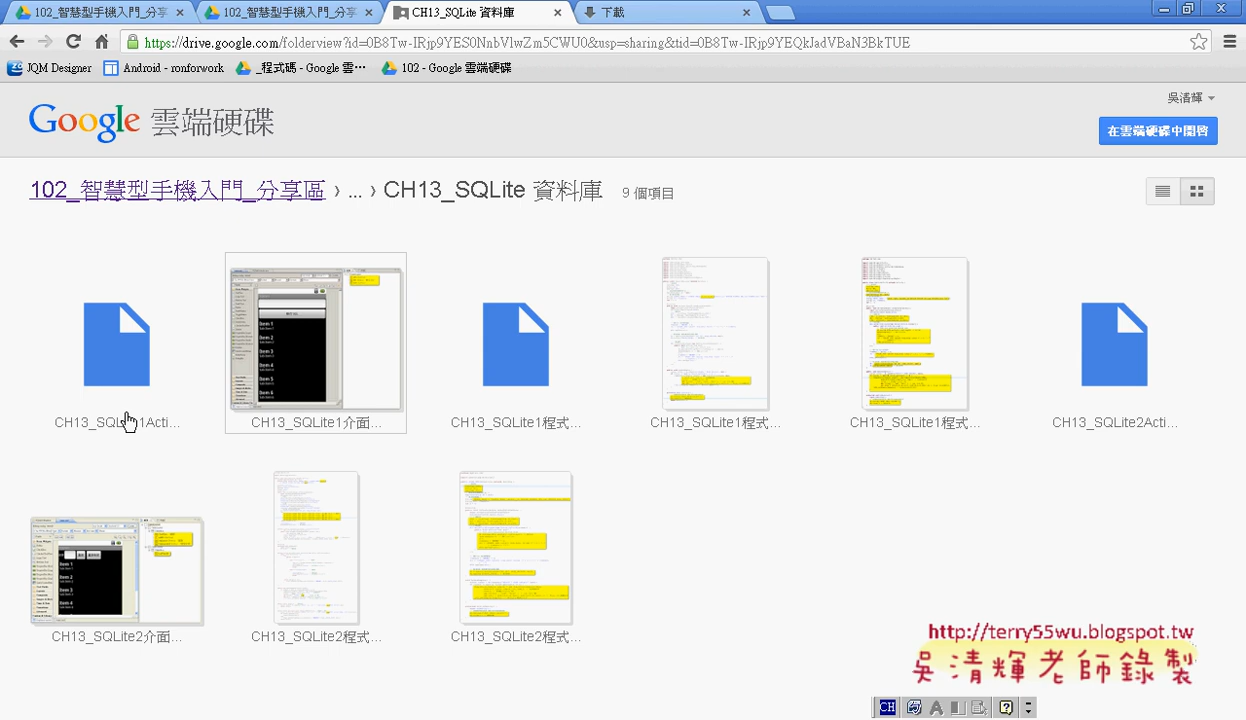 102_智慧型手機入門_分享
102_智慧型手機入門_分享
CH13_SQLite 資料庫
下載
https://drive.google.com/folderview?id=0B8Tw-IRjp9YES0NnbVlwZm5CWU0&usp=sharing&tid=0B8Tw-IRjp9YEQkJadVBaN3BkTUE
JQM Designer
Android - ronforwork
_程式碼 - Google 雲…
102 - Google 雲端硬碟
Google 雲端硬碟
在雲端硬碟中開啟
102_智慧型手機入門_分享區 › ... › CH13_SQLite 資料庫 9 個項目
CH13_SQLite1介面...
CH13_SQLite1程式...
CH13_SQLite1程式...
CH13_SQLite1程式...
CH13_SQLite2Acti...
CH13_SQLite2介面...
CH13_SQLite2程式...
CH13_SQLite2程式...
http://terry55wu.blogspot.tw
吳清輝老師錄製
CH